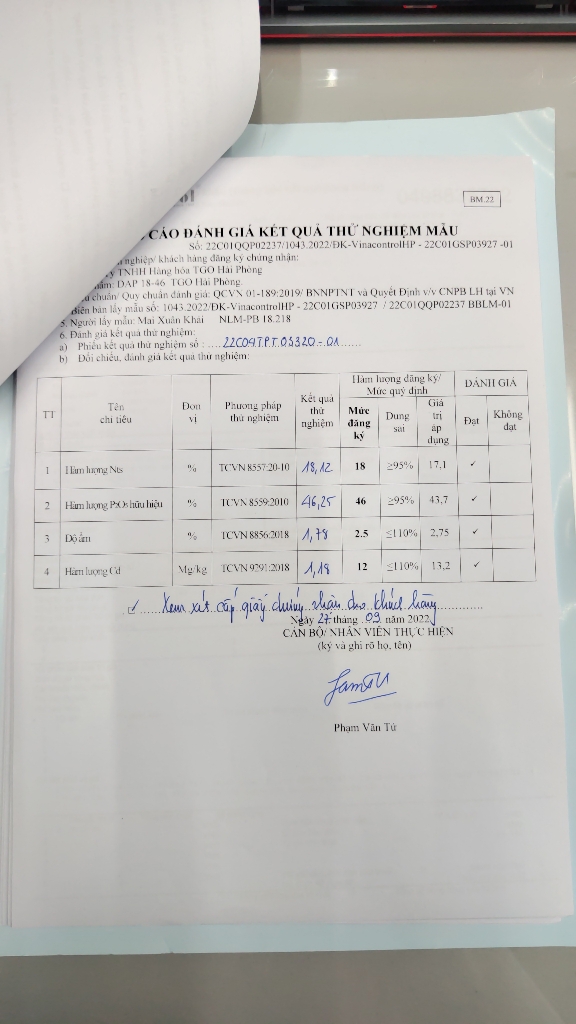 BM.22
CÁO ĐÁNH GIÁ KẾT QUẢ THỬ NGHIỆM MẪU
Số: 22C01QQP02237/1043.2022/ĐK-VinacontrolHP - 22C01GSP03927 -01
nghiệp/ khách hàng đăng ký chứng nhận:
TNHH Hàng hóa TGO Hải Phòng
DAP 18-46 TGO Hải Phòng.
chuẩn/ Quy chuẩn đánh giá: QCVN 01-189:2019/ BNNPTNT và Quyết Định v/v CNPB LH tại VN
Biên bản lấy mẫu số: 1043.2022/ĐK-VinacontrolHP - 22C01GSP03927 / 22C01QQP02237 BBLM-01
5. Người lấy mẫu: Mai Xuân Khải NLM-PB 18.218
6. Đánh giá kết quả thử nghiệm:
a) Phiếu kết quả thử nghiệm số : 22C04TPT.05320-01
b) Đối chiếu, đánh giá kết quả thử nghiệm:
TT Tên chỉ tiêu Đơn vị Phương pháp thử nghiệm Kết quả thử nghiệm Hàm lượng đăng ký/ Mức quy định ĐÁNH GIÁ
Mức đăng ký Dung sai Giá trị áp dụng Đạt Không đạt
1 Hàm lượng Nts % TCVN 8557:20-10 18,12 18 ≥95% 17,1 ✓
2 Hàm lượng P₂O₅ hữu hiệu % TCVN 8559:2010 46,25 46 ≥95% 43,7 ✓
3 Độ ẩm % TCVN 8856:2018 1,78 2.5 ≤110% 2,75 ✓
4 Hàm lượng Cd Mg/kg TCVN 9291:2018 1,18 12 ≤110% 13,2 ✓
Xem xét cấp giấy chứng nhận cho khách hàng
Ngày 27 tháng 09 năm 2022
CÁN BỘ/ NHÂN VIÊN THỰC HIỆN
(ký và ghi rõ họ, tên)
Phạm Văn Tứ